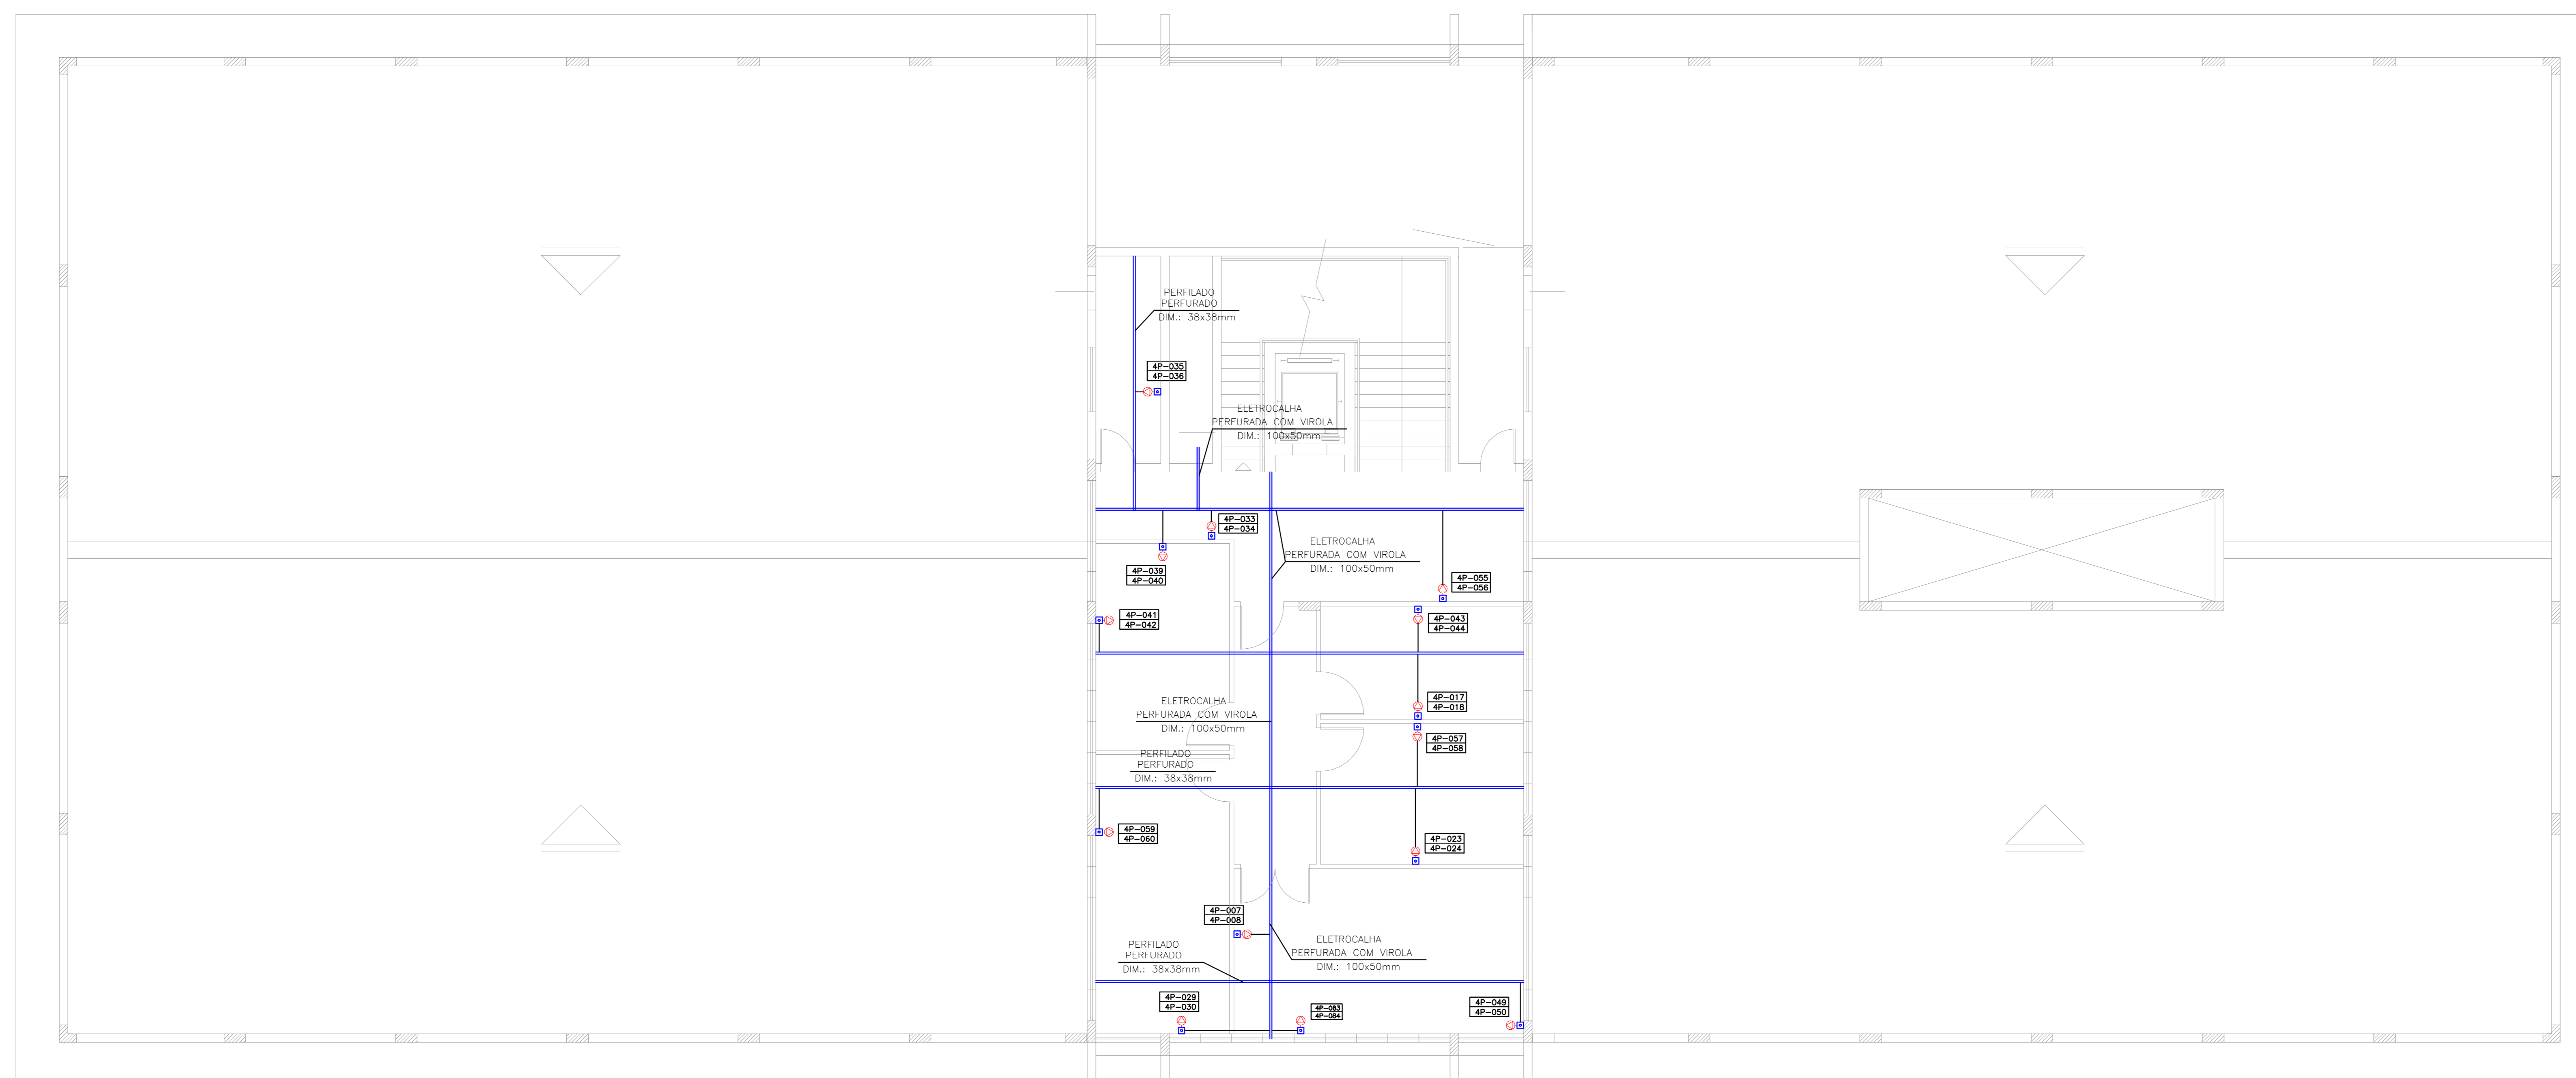 PERFILADO
PERFURADO
DIM.: 38x38mm
4P-035
4P-036
ELETROCALHA
PERFURADA COM VIROLA
DIM.: 100x50mm
4P-033
4P-034
ELETROCALHA
PERFURADA COM VIROLA
DIM.: 100x50mm
4P-039
4P-040
4P-055
4P-056
4P-041
4P-042
4P-043
4P-044
ELETROCALHA
PERFURADA COM VIROLA
DIM.: 100x50mm
4P-017
4P-018
4P-057
4P-058
PERFILADO
PERFURADO
DIM.: 38x38mm
4P-059
4P-060
4P-023
4P-024
4P-007
4P-008
PERFILADO
PERFURADO
DIM.: 38x38mm
ELETROCALHA
PERFURADA COM VIROLA
DIM.: 100x50mm
4P-029
4P-030
4P-083
4P-084
4P-049
4P-050